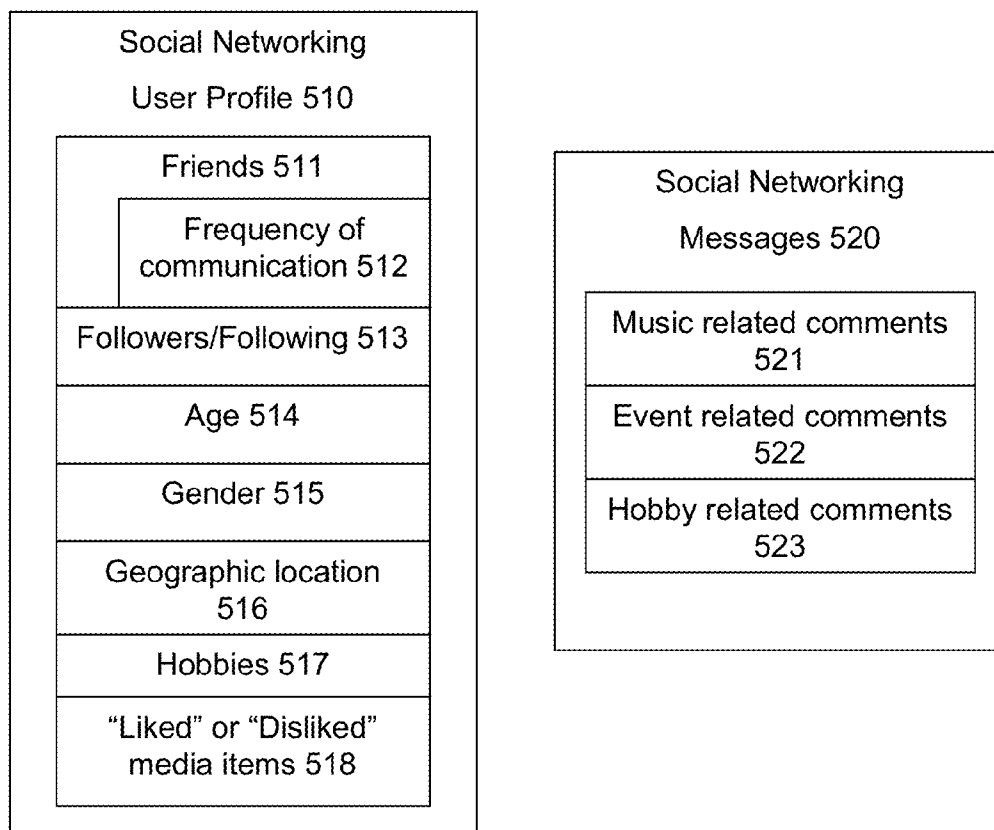 Social Networking
User Profile 510
Friends 511
Frequency of
communication 512
Followers/Following 513
Age 514
Gender 515
Geographic location
516
Hobbies 517
“Liked” or “Disliked”
media items 518
Social Networking
Messages 520
Music related comments
521
Event related comments
522
Hobby related comments
523